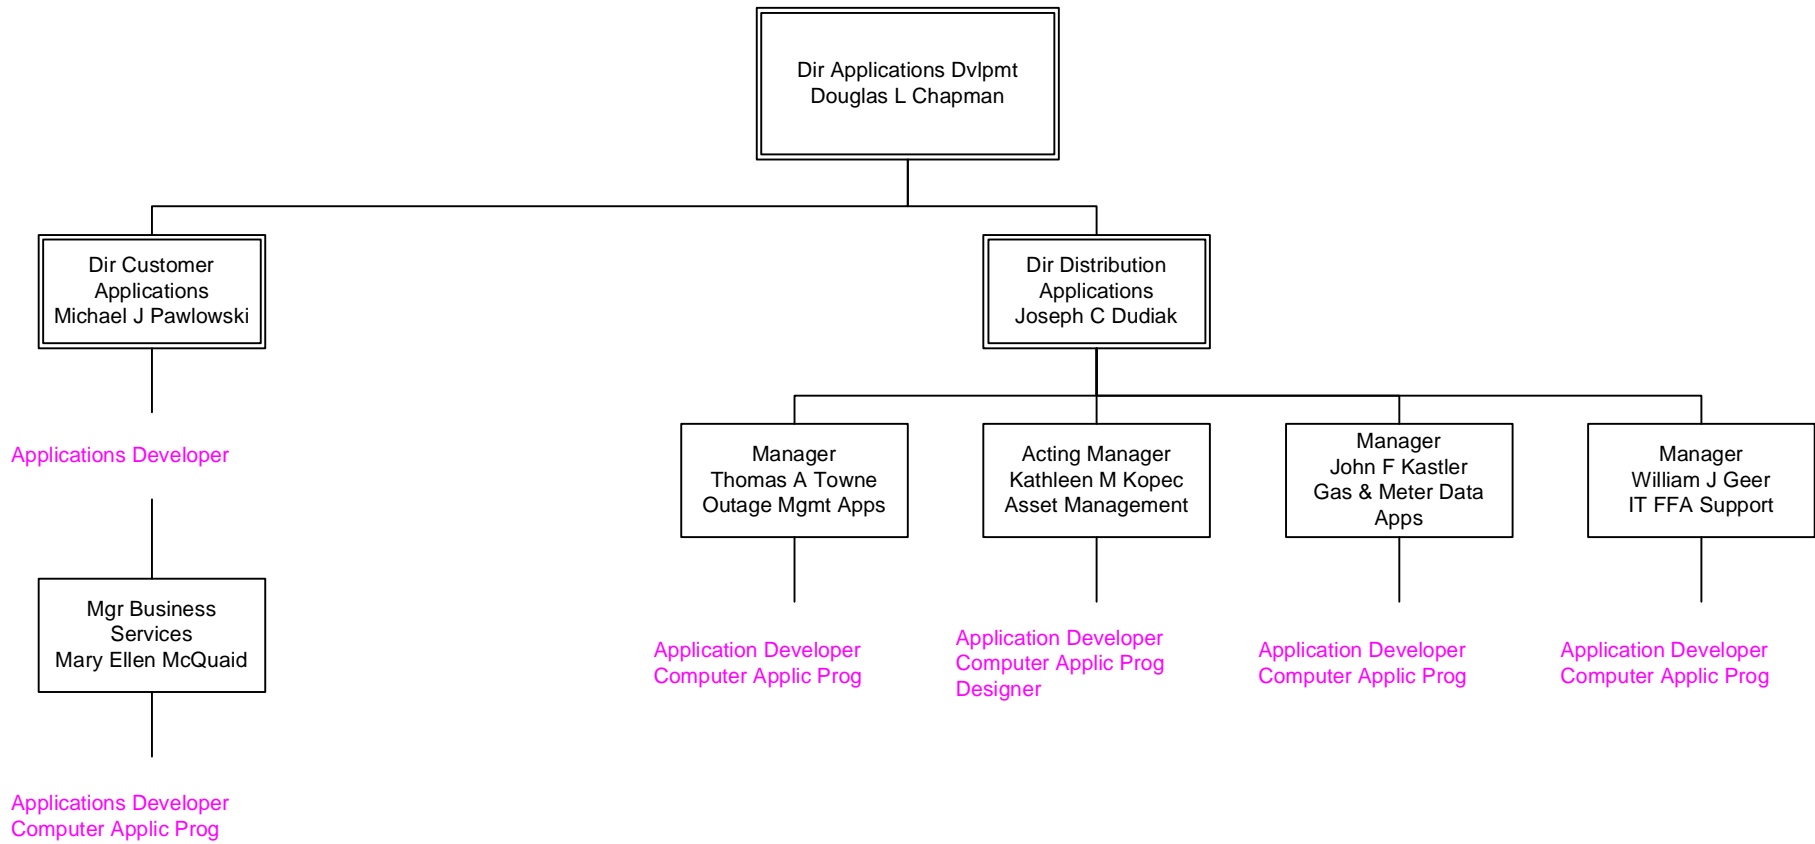 Dir Applications Dvlpmt
Douglas L Chapman
Dir Customer
Applications
Michael J Pawlowski
Dir Distribution
Applications
Joseph C Dudiak
Applications Developer
Manager
Thomas A Towne
Outage Mgmt Apps
Acting Manager
Kathleen M Kopec
Asset Management
Manager
John F Kastler
Gas & Meter Data
Apps
Manager
William J Geer
IT FFA Support
Mgr Business
Services
Mary Ellen McQuaid
Application Developer
Computer Applic Prog
Application Developer
Computer Applic Prog
Designer
Application Developer
Computer Applic Prog
Application Developer
Computer Applic Prog
Applications Developer
Computer Applic Prog